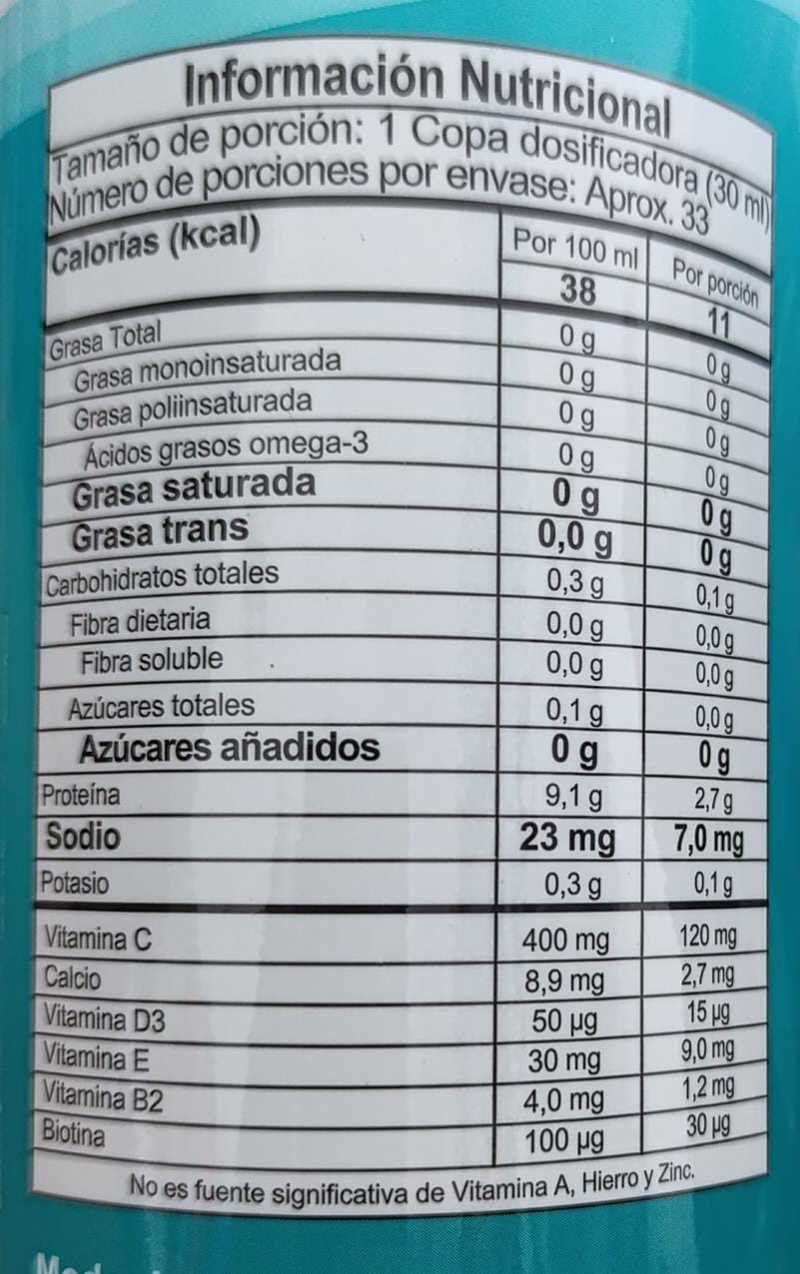 Información Nutricional
Tamaño de porción: 1 Copa dosificadora (30 ml)
Número de porciones por envase: Aprox. 33
Calorías (kcal) Por 100 ml Por porción
38 11
Grasa Total 0 g 0 g
Grasa monoinsaturada 0 g 0 g
Grasa poliinsaturada 0 g 0 g
Ácidos grasos omega-3 0 g 0 g
Grasa saturada 0 g 0 g
Grasa trans 0,0 g 0 g
Carbohidratos totales 0,3 g 0,1 g
Fibra dietaria 0,0 g 0,0 g
Fibra soluble 0,0 g 0,0 g
Azúcares totales 0,1 g 0,0 g
Azúcares añadidos 0 g 0 g
Proteína 9,1 g 2,7 g
Sodio 23 mg 7,0 mg
Potasio 0,3 g 0,1 g
Vitamina C 400 mg 120 mg
Calcio 8,9 mg 2,7 mg
Vitamina D3 50 µg 15 µg
Vitamina E 30 mg 9,0 mg
Vitamina B2 4,0 mg 1,2 mg
Biotina 100 µg 30 µg
No es fuente significativa de Vitamina A, Hierro y Zinc.